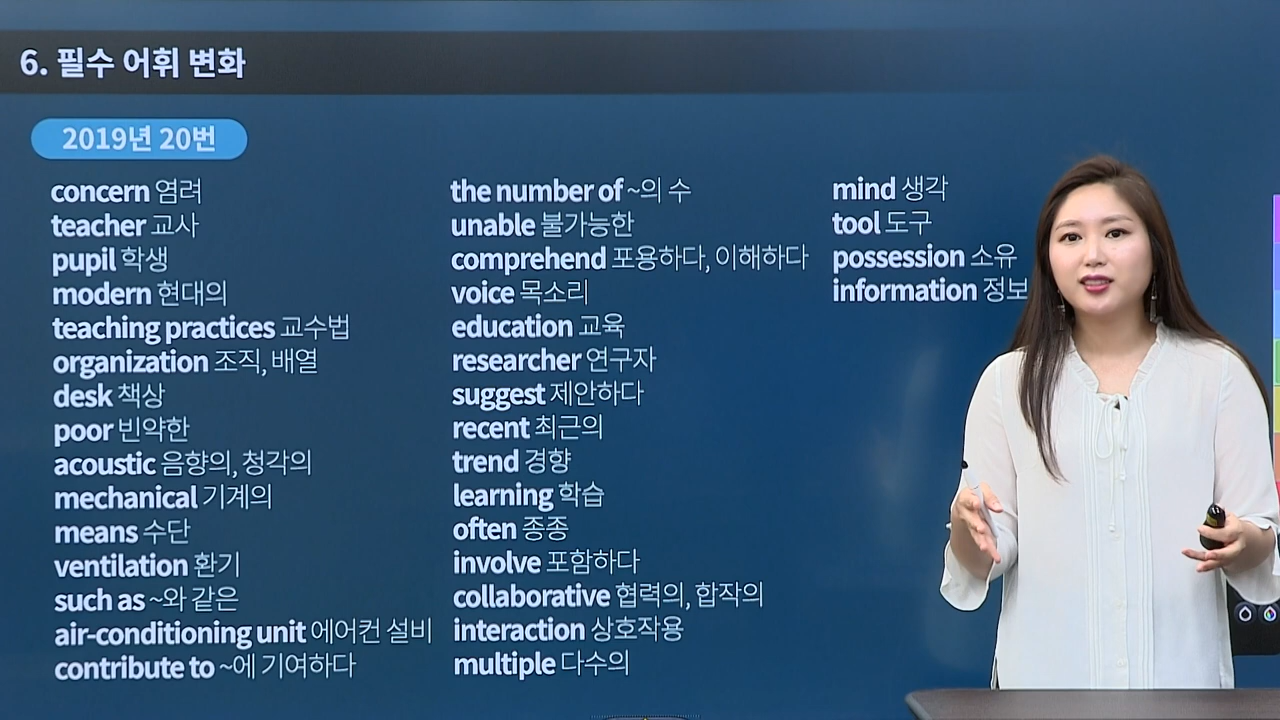 6. 필수 어휘 변화
2019년 20번
concern 염려
teacher 교사
pupil 학생
modern 현대의
teaching practices 교수법
organization 조직, 배열
desk 책상
poor 빈약한
acoustic 음향의, 청각의
mechanical 기계의
means 수단
ventilation 환기
such as ~와 같은
air-conditioning unit 에어컨 설비
contribute to ~에 기여하다
the number of ~의 수
unable 불가능한
comprehend 포용하다, 이해하다
voice 목소리
education 교육
researcher 연구자
suggest 제안하다
recent 최근의
trend 경향
learning 학습
often 종종
involve 포함하다
collaborative 협력의, 합작의
interaction 상호작용
multiple 다수의
mind 생각
tool 도구
possession 소유
information 정보